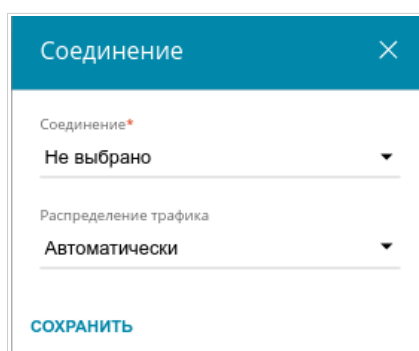 Соединение
Соединение*
Не выбрано
Распределение трафика
Автоматически
СОХРАНИТЬ